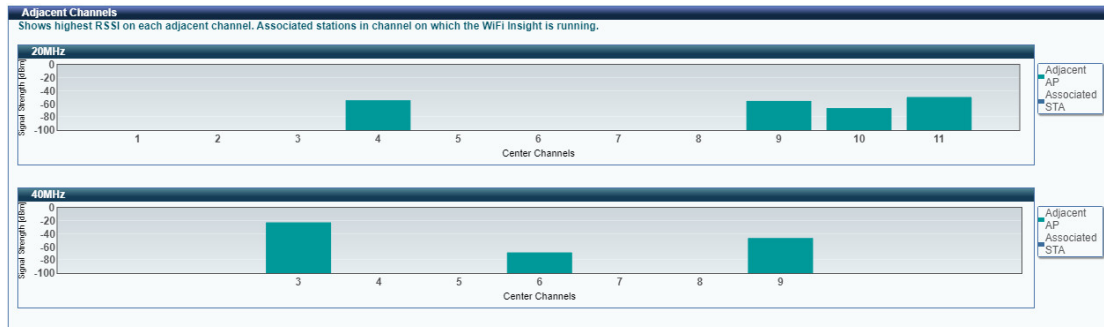 Adjacent Channels
Shows highest RSSI on each adjacent channel. Associated stations in channel on which the WiFi Insight is running.
20MHz
Signal Strength [dBm]
0
-20
-40
-60
-80
-100
1 2 3 4 5 6 7 8 9 10 11
Center Channels
Adjacent
AP
Associated
STA
40MHz
Signal Strength [dBm]
0
-20
-40
-60
-80
-100
3 4 5 6 7 8 9
Center Channels
Adjacent
AP
Associated
STA